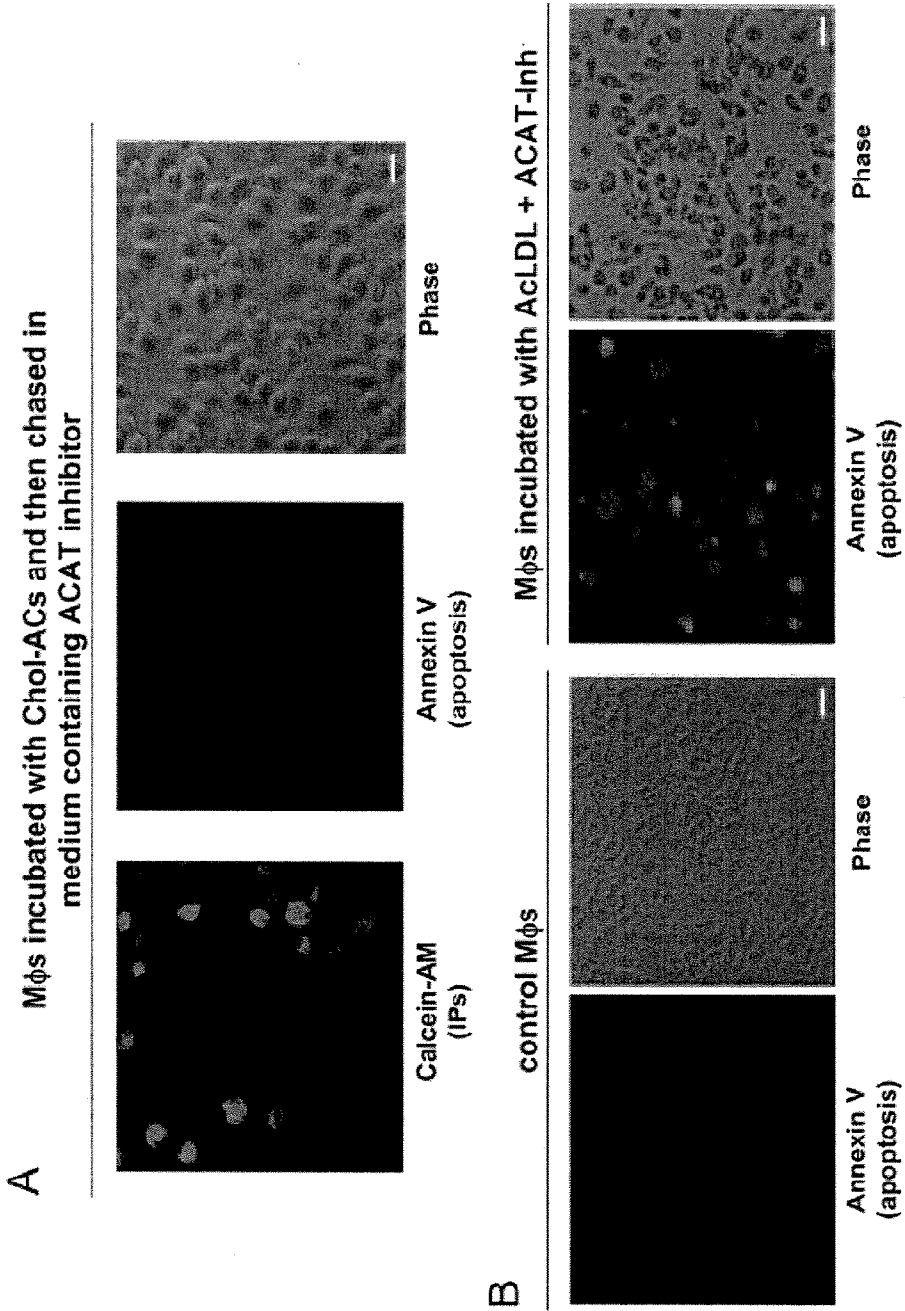 A
Mϕs incubated with Chol-ACs and then chased in
medium containing ACAT inhibitor
Calcein-AM
(IPs)
Annexin V
(apoptosis)
Phase
B
control Mϕs
Annexin V
(apoptosis)
Phase
Mϕs incubated with AcLDL + ACAT-Inh
Annexin V
(apoptosis)
Phase